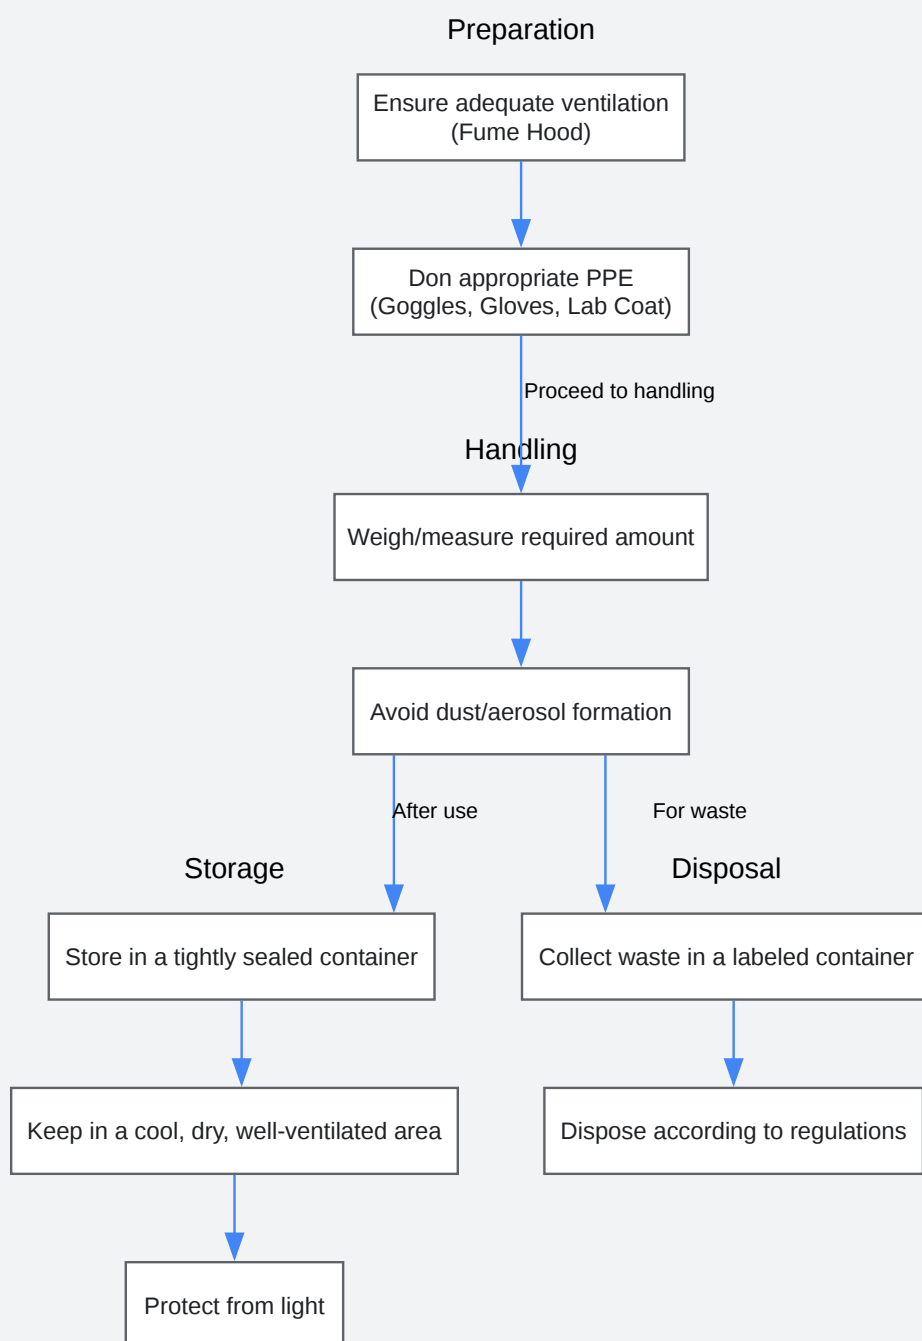 Preparation
Ensure adequate ventilation
(Fume Hood)
Don appropriate PPE
(Goggles, Gloves, Lab Coat)
Proceed to handling
Handling
Weigh/measure required amount
Avoid dust/aerosol formation
After use
For waste
Storage
Disposal
Store in a tightly sealed container
Collect waste in a labeled container
Keep in a cool, dry, well-ventilated area
Dispose according to regulations
Protect from light